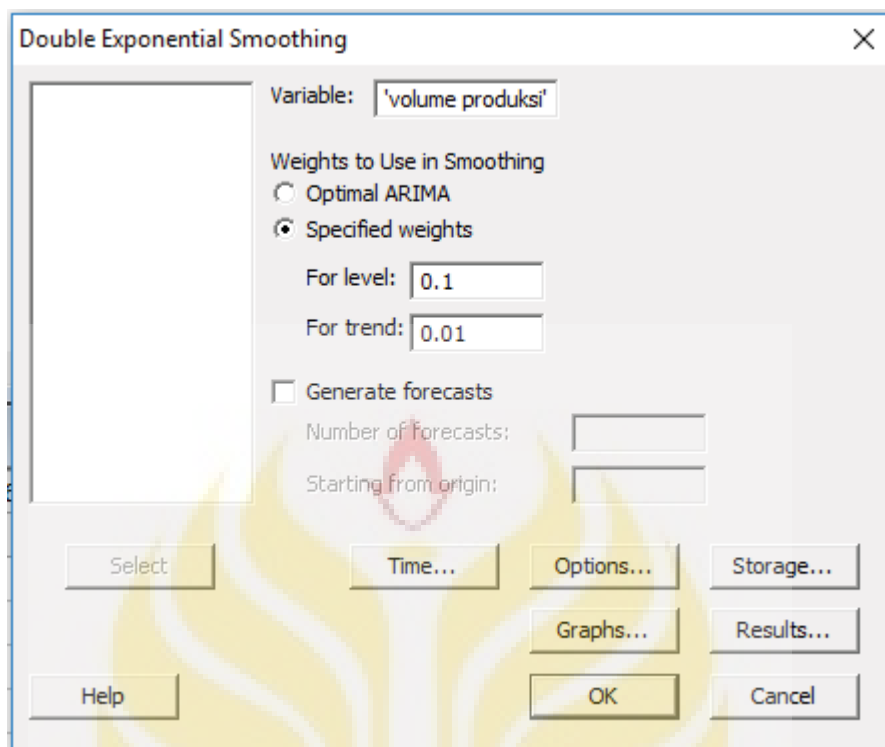 Double Exponential Smoothing
Variable: 'volume produksi'
Weights to Use in Smoothing
Optimal ARIMA
Specified weights
For level: 0.1
For trend: 0.01
Generate forecasts
Number of forecasts:
Starting from origin:
Select Time... Options... Storage...
Graphs... Results...
Help OK Cancel